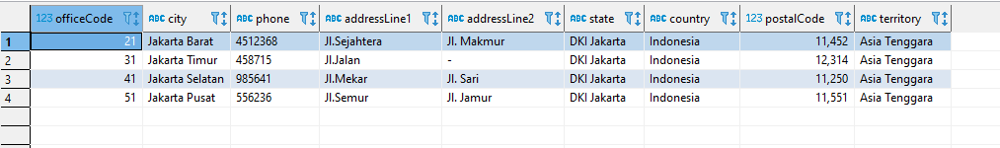 123 officeCode ABC city ABC phone ABC addressLine1 ABC addressLine2 ABC state ABC country 123 postalCode ABC territory
1 21 Jakarta Barat 4512368 Jl.Sejahtera Jl. Makmur DKI Jakarta Indonesia 11,452 Asia Tenggara
2 31 Jakarta Timur 458715 Jl.Jalan - DKI Jakarta Indonesia 12,314 Asia Tenggara
3 41 Jakarta Selatan 985641 Jl.Mekar Jl. Sari DKI Jakarta Indonesia 11,250 Asia Tenggara
4 51 Jakarta Pusat 556236 Jl.Semur Jl. Jamur DKI Jakarta Indonesia 11,551 Asia Tenggara